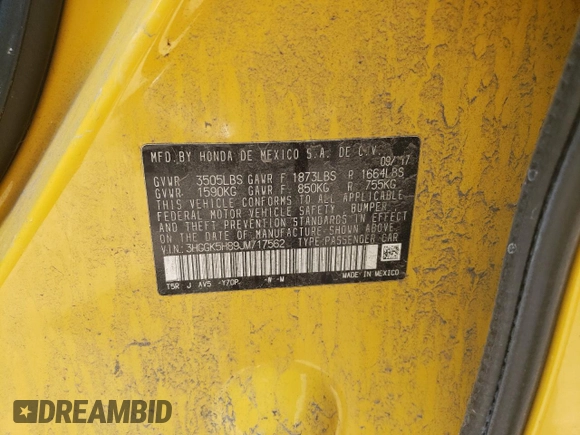 MFD. BY HONDA DE MEXICO S.A. DE C.V.
09/17
GVWR 3505LBS GAWR F 1873LBS R 1664LBS
GVWR 1590KG GAWR F 850KG R 755KG
THIS VEHICLE CONFORMS TO ALL APPLICABLE
FEDERAL MOTOR VEHICLE SAFETY, BUMPER,
AND THEFT PREVENTION STANDARDS IN EFFECT
ON THE DATE OF MANUFACTURE SHOWN ABOVE.
VIN: 3HGGK5H89JM717562 TYPE:PASSENGER CAR
T5R J AV5 Y70P -W -M MADE IN MEXICO
DREAMBID